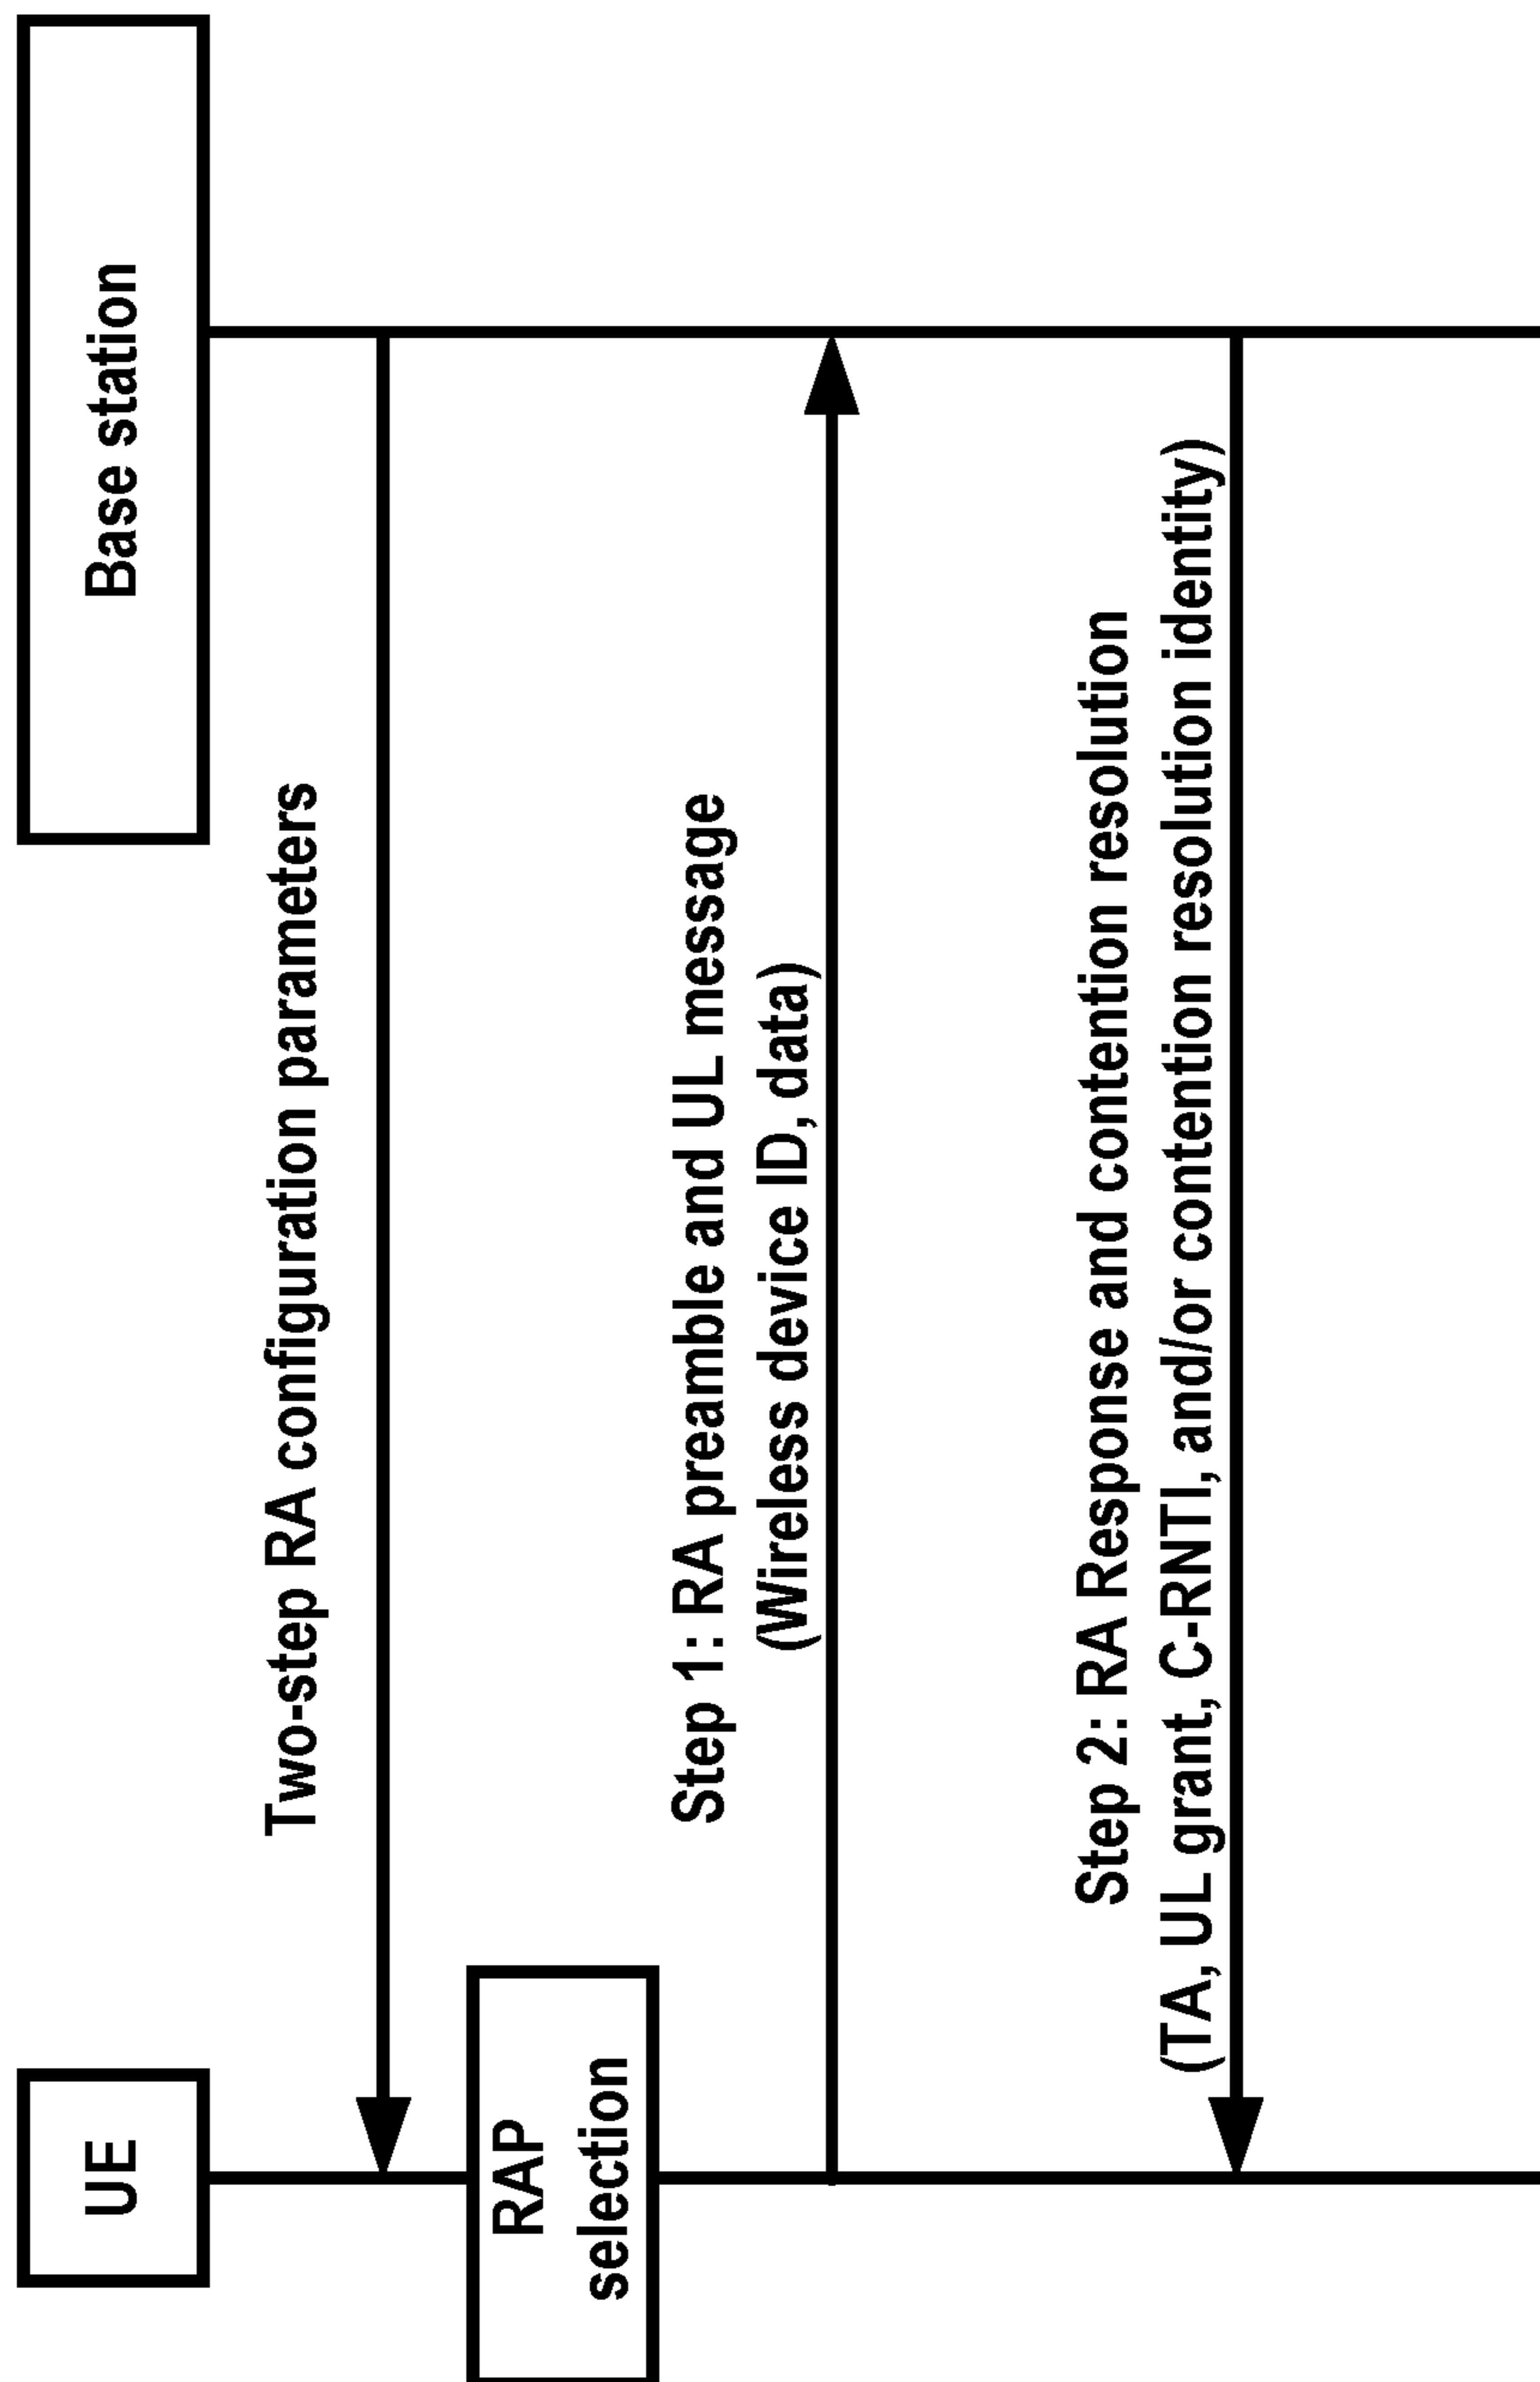 UE
Base station
Two-step RA configuration parameters
RAP
selection
Step 1: RA preamble and UL message
(Wireless device ID, data)
Step 2: RA Response and contention resolution
(TA, UL grant, C-RNTI, and/or contention resolution identity)